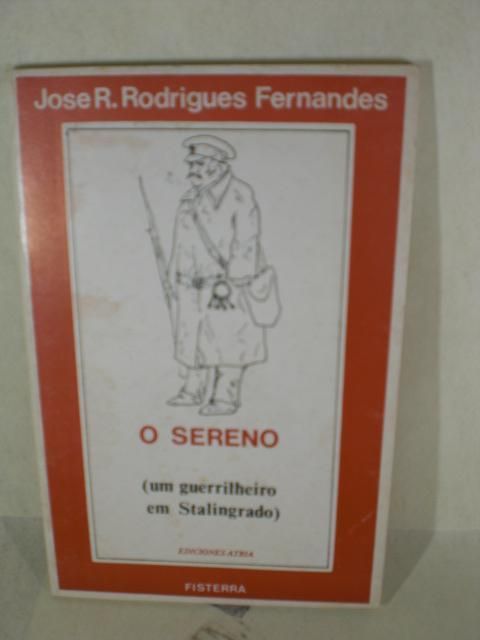 Jose R. Rodrigues Fernandes
O SERENO
(um guerrilheiro
em Stalingrado)
EDICIONES ATRIA
FISTERRA